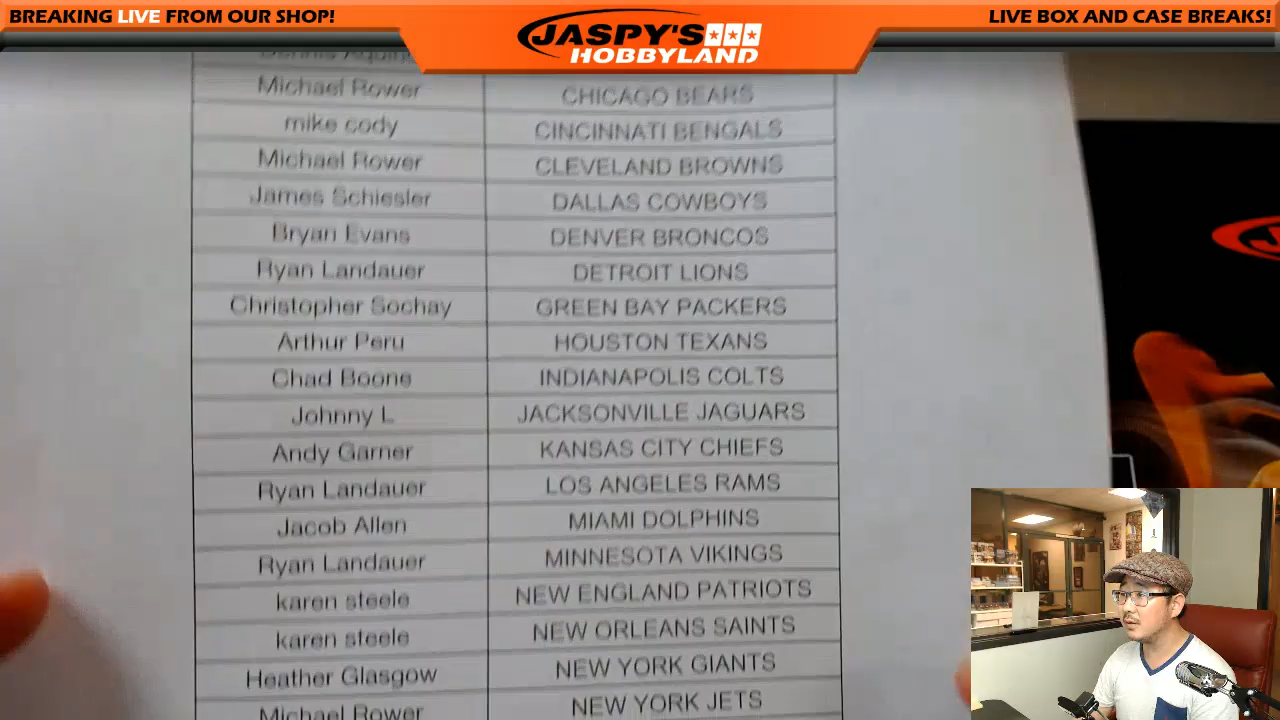 BREAKING LIVE FROM OUR SHOP!
JASPY'S
HOBBYLAND
LIVE BOX AND CASE BREAKS!
Michael Rower CHICAGO BEARS
mike cody CINCINNATI BENGALS
Michael Rower CLEVELAND BROWNS
James Schiesler DALLAS COWBOYS
Bryan Evans DENVER BRONCOS
Ryan Landauer DETROIT LIONS
Christopher Sochay GREEN BAY PACKERS
Arthur Peru HOUSTON TEXANS
Chad Boone INDIANAPOLIS COLTS
Johnny L JACKSONVILLE JAGUARS
Andy Garner KANSAS CITY CHIEFS
Ryan Landauer LOS ANGELES RAMS
Jacob Allen MIAMI DOLPHINS
Ryan Landauer MINNESOTA VIKINGS
karen steele NEW ENGLAND PATRIOTS
karen steele NEW ORLEANS SAINTS
Heather Glasgow NEW YORK GIANTS
Michael Rower NEW YORK JETS